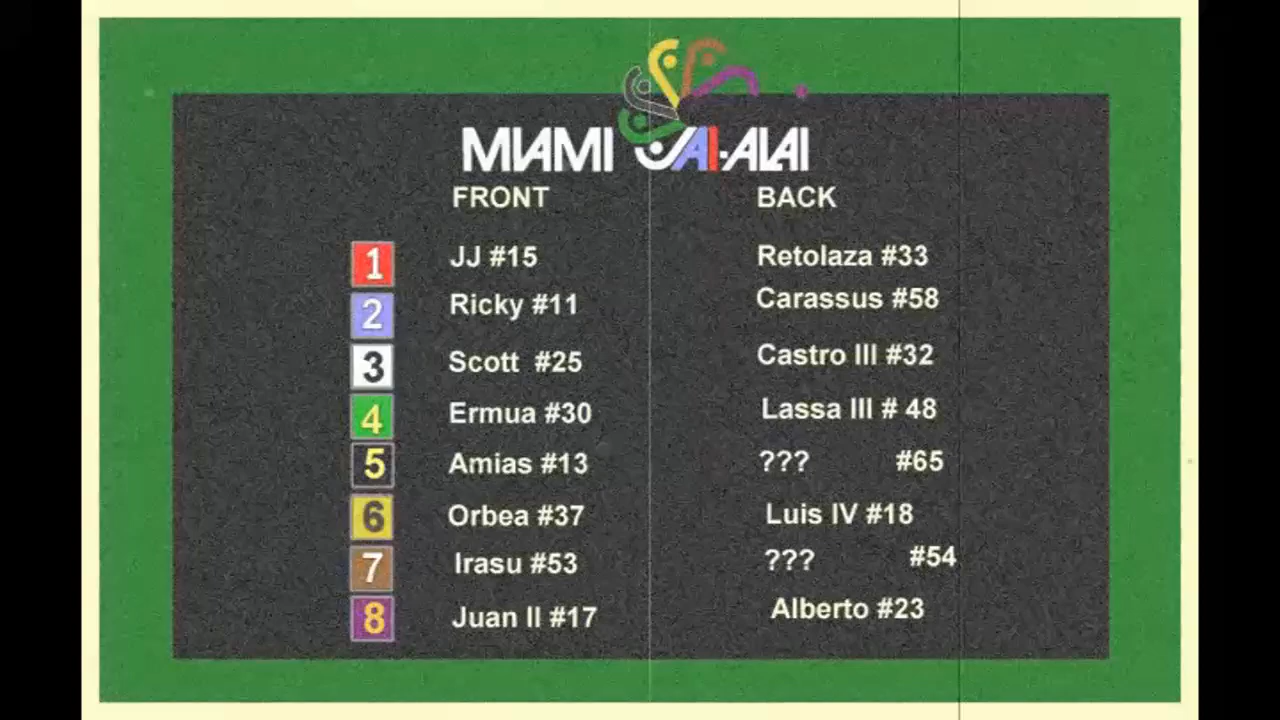 MIAMI JAI-ALAI
FRONT BACK
1 JJ #15 Retolaza #33
2 Ricky #11 Carassus #58
3 Scott #25 Castro III #32
4 Ermua #30 Lassa III # 48
5 Amias #13 ??? #65
6 Orbea #37 Luis IV #18
7 Irasu #53 ??? #54
8 Juan II #17 Alberto #23